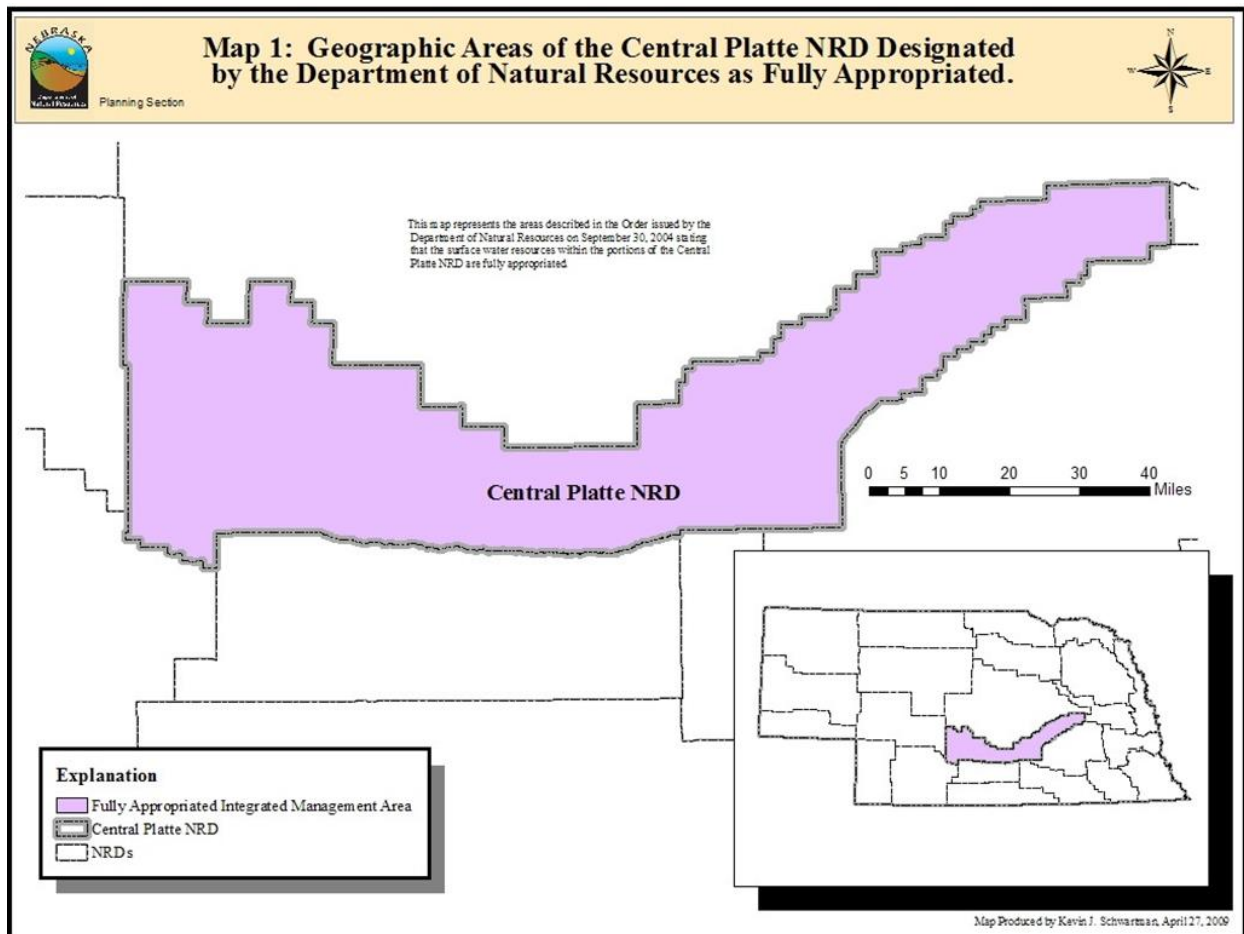 NEBRASKA
Department of
Natural Resources
Planning Section
Map 1: Geographic Areas of the Central Platte NRD Designated
by the Department of Natural Resources as Fully Appropriated.
N
W
E
S
This map represents the areas described in the Order issued by the
Department of Natural Resources on September 30, 2004 stating
that the surface water resources within the portions of the Central
Platte NRD are fully appropriated.
Central Platte NRD
0 5 10 20 30 40
Miles
Explanation
Fully Appropriated Integrated Management Area
Central Platte NRD
NRDs
Map Produced by Kevin J. Schwartman, April 27, 2009